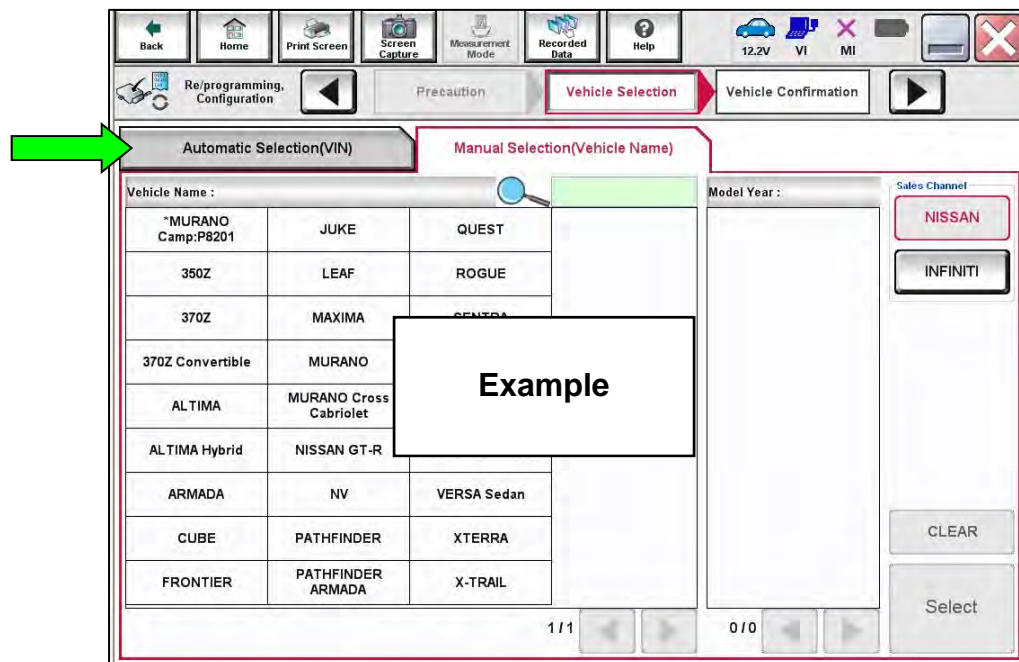 Back
Home
Print Screen
Screen
Capture
Measurement
Mode
Recorded
Data
Help
12.2V
VI
MI
Re/programming,
Configuration
Precaution
Vehicle Selection
Vehicle Confirmation
Automatic Selection(VIN)
Manual Selection(Vehicle Name)
Vehicle Name :
Model Year :
Sales Channel
*MURANO
Camp:P8201
JUKE
QUEST
NISSAN
350Z
LEAF
ROGUE
INFINITI
370Z
MAXIMA
SENTRA
370Z Convertible
MURANO
Example
ALTIMA
MURANO Cross
Cabriolet
ALTIMA Hybrid
NISSAN GT-R
ARMADA
NV
VERSA Sedan
CUBE
PATHFINDER
XTERRA
CLEAR
FRONTIER
PATHFINDER
ARMADA
X-TRAIL
Select
1/1
0/0